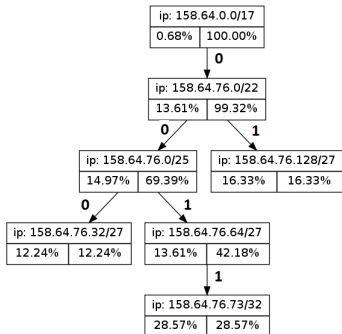 ip: 158.64.0.0/17
0.68% 100.00%
0
ip: 158.64.76.0/22
13.61% 99.32%
0 1
ip: 158.64.76.0/25 ip: 158.64.76.128/27
14.97% 69.39% 16.33% 16.33%
0 1
ip: 158.64.76.32/27 ip: 158.64.76.64/27
12.24% 12.24% 13.61% 42.18%
1
ip: 158.64.76.73/32
28.57% 28.57%